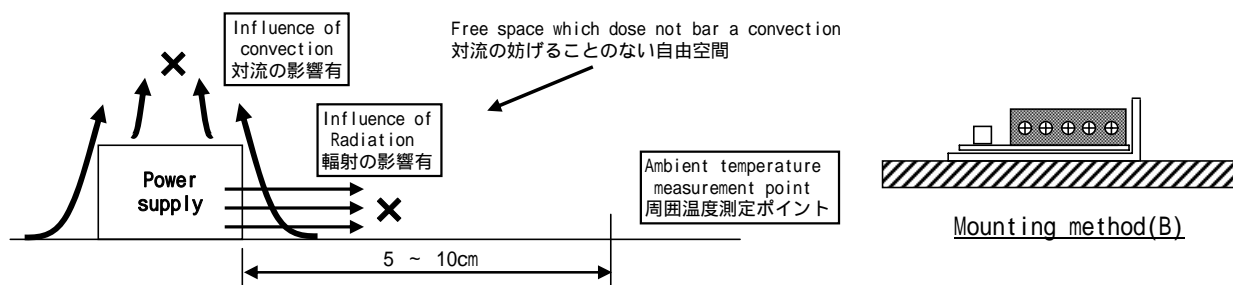 Influence of
convection
対流の影響有
Free space which dose not bar a convection
対流の妨げることのない自由空間
Influence of
Radiation
輻射の影響有
Power
supply
Ambient temperature
measurement point
周囲温度測定ポイント
5 ~ 10cm
Mounting method(B)